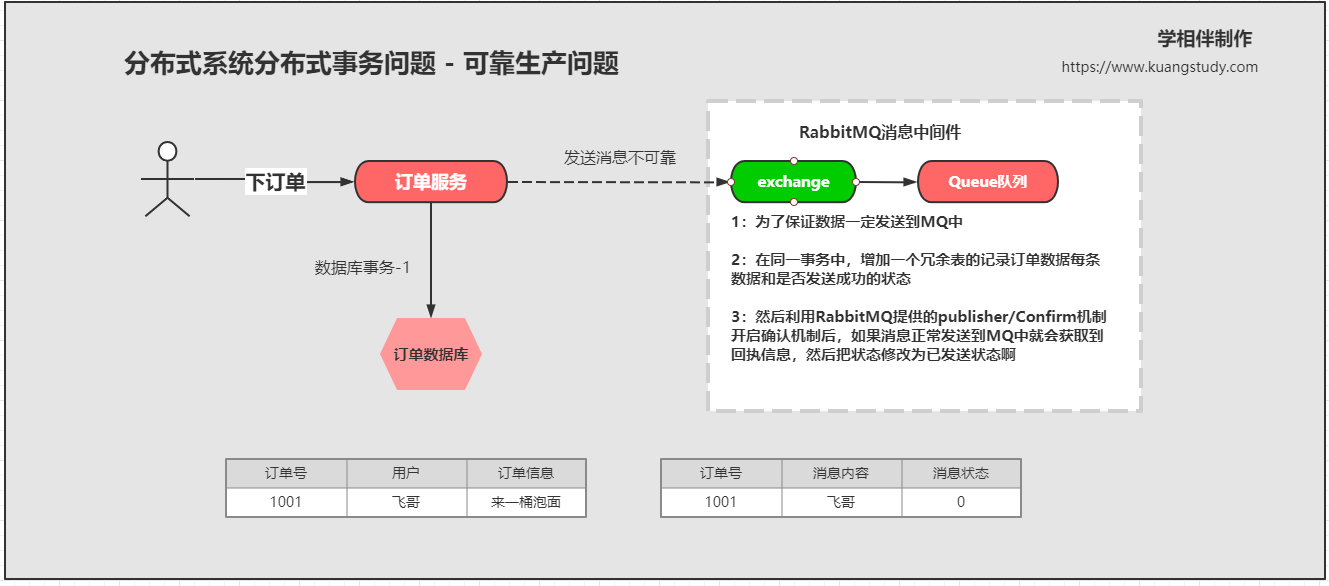 学相伴制作
分布式系统分布式事务问题 - 可靠生产问题
https://www.kuangstudy.com
RabbitMQ消息中间件
发送消息不可靠
下订单
订单服务
exchange
Queue队列
1：为了保证数据一定发送到MQ中
2：在同一事务中，增加一个冗余表的记录订单数据每条
数据和是否发送成功的状态
3：然后利用RabbitMQ提供的publisher/Confirm机制
开启确认机制后，如果消息正常发送到MQ中就会获取到
回执信息，然后把状态修改为已发送状态啊
数据库事务-1
订单数据库
订单号 用户 订单信息
1001 飞哥 来一桶泡面
订单号 消息内容 消息状态
1001 飞哥 0